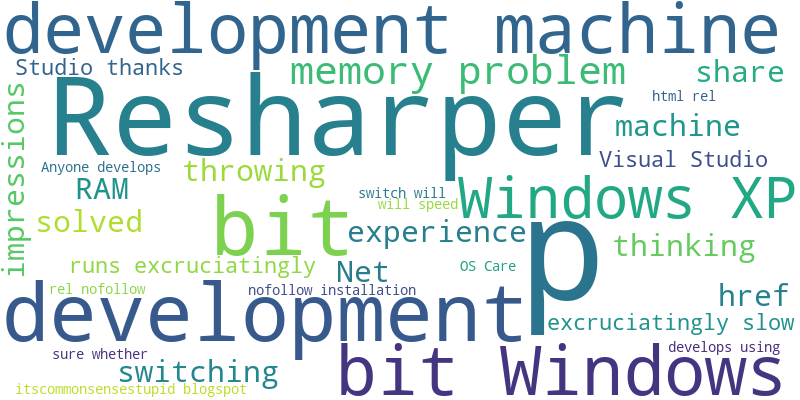 development machine
Studio thanks
memory problem
share
Resharper
html rel
impressions
machine
Anyone develops
throwing
Visual Studio
RAM
bit
switch will
will speed
Windows XP
solved
experience
p
thinking
runs excruciatingly
Net
OS Care
rel nofollow
nofollow installation
href
development
excruciatingly slow
sure whether
develops using
switching
bit Windows
itscommonsensestupid blogspot